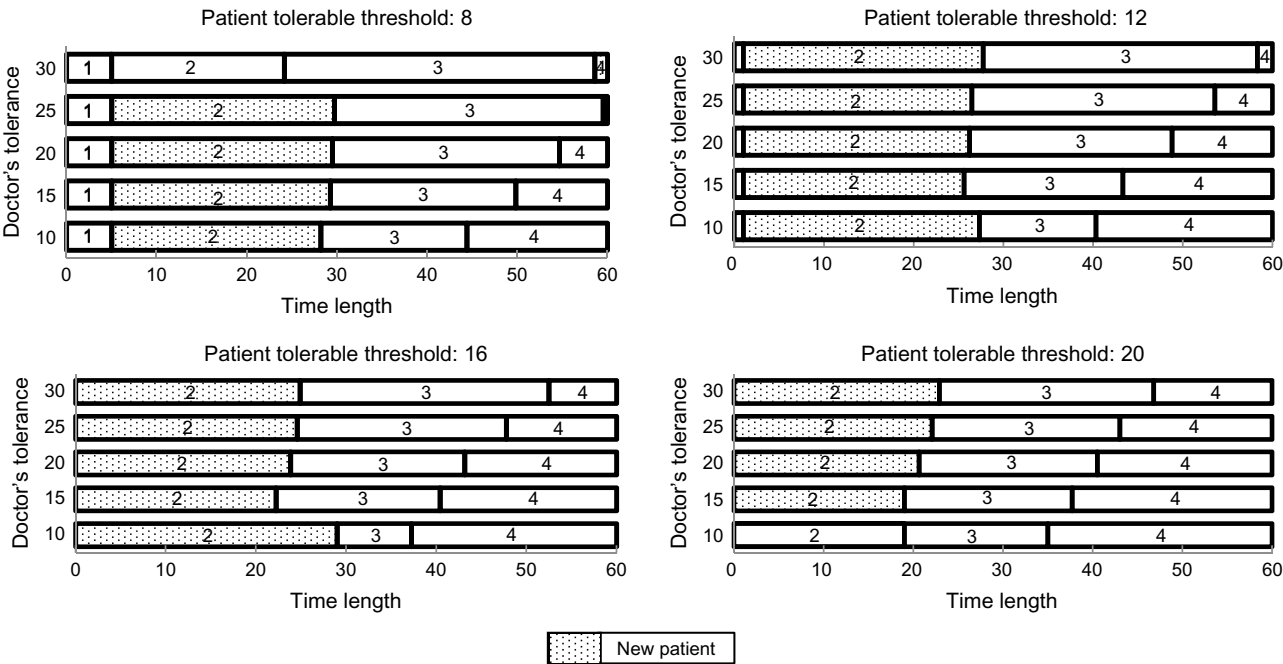 Patient tolerable threshold: 8
Doctor's tolerance
30 1 2 3 4
25 1 2 3
20 1 2 3 4
15 1 2 3 4
10 1 2 3 4
0 10 20 30 40 50 60
Time length
Patient tolerable threshold: 12
Doctor's tolerance
30 2 3 4
25 2 3 4
20 2 3 4
15 2 3 4
10 2 3 4
0 10 20 30 40 50 60
Time length
Patient tolerable threshold: 16
Doctor's tolerance
30 2 3 4
25 2 3 4
20 2 3 4
15 2 3 4
10 2 3 4
0 10 20 30 40 50 60
Time length
Patient tolerable threshold: 20
Doctor's tolerance
30 2 3 4
25 2 3 4
20 2 3 4
15 2 3 4
10 2 3 4
0 10 20 30 40 50 60
Time length
New patient